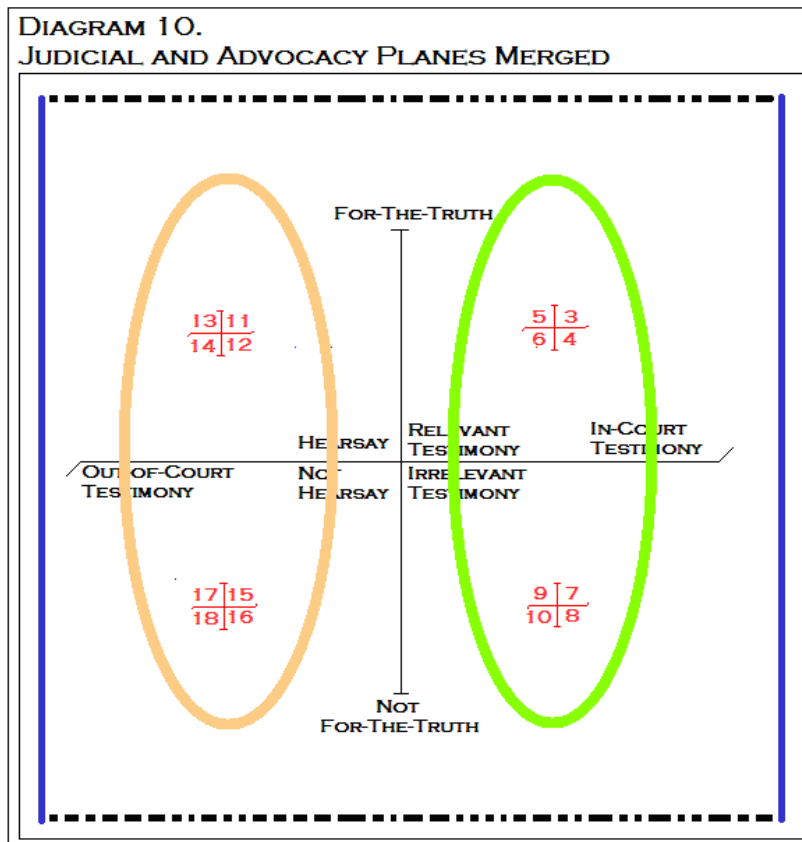 Diagram 10.
Judicial and Advocacy Planes Merged
For-The-Truth
13 11
14 12
5 3
6 4
Hearsay
Relevant
Testimony
In-Court
Testimony
Out-of-Court
Testimony
Not
Hearsay
Irrelevant
Testimony
17 15
18 16
9 7
10 8
Not
For-The-Truth